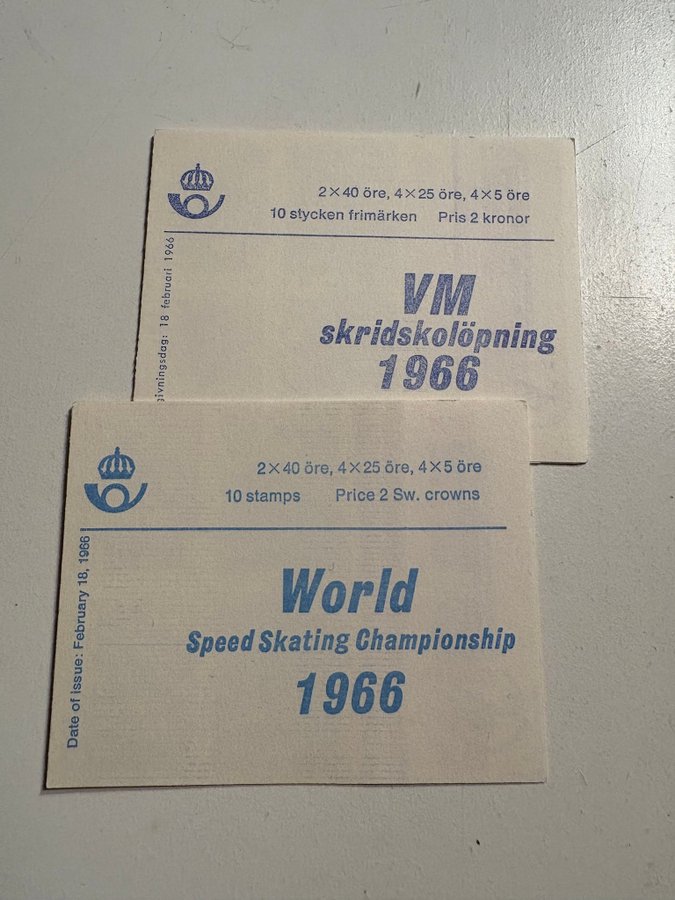 2×40 öre, 4×25 öre, 4×5 öre
10 stycken frimärken Pris 2 kronor
givningsdag: 18 februari 1966
VM
skridskolöpning
1966
2×40 öre, 4×25 öre, 4×5 öre
10 stamps Price 2 Sw. crowns
Date of issue: February 18, 1966
World
Speed Skating Championship
1966